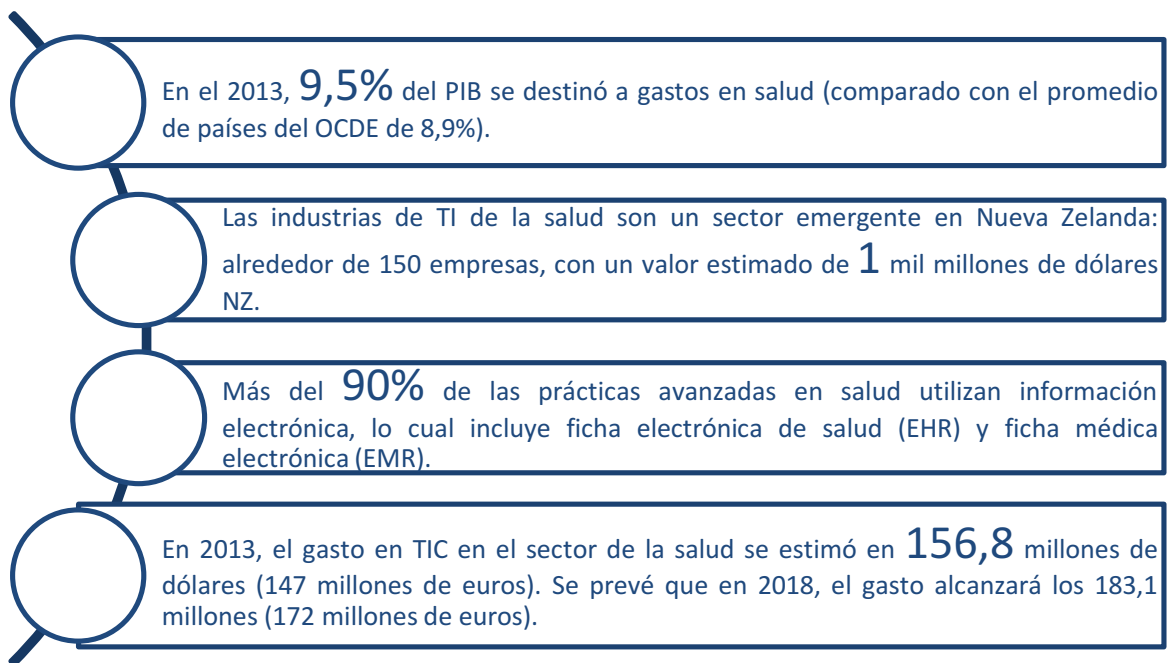 En el 2013, 9,5% del PIB se destinó a gastos en salud (comparado con el promedio
de países del OCDE de 8,9%).
Las industrias de TI de la salud son un sector emergente en Nueva Zelanda:
alrededor de 150 empresas, con un valor estimado de 1 mil millones de dólares
NZ.
Más del 90% de las prácticas avanzadas en salud utilizan información
electrónica, lo cual incluye ficha electrónica de salud (EHR) y ficha médica
electrónica (EMR).
En 2013, el gasto en TIC en el sector de la salud se estimó en 156,8 millones de
dólares (147 millones de euros). Se prevé que en 2018, el gasto alcanzará los 183,1
millones (172 millones de euros).